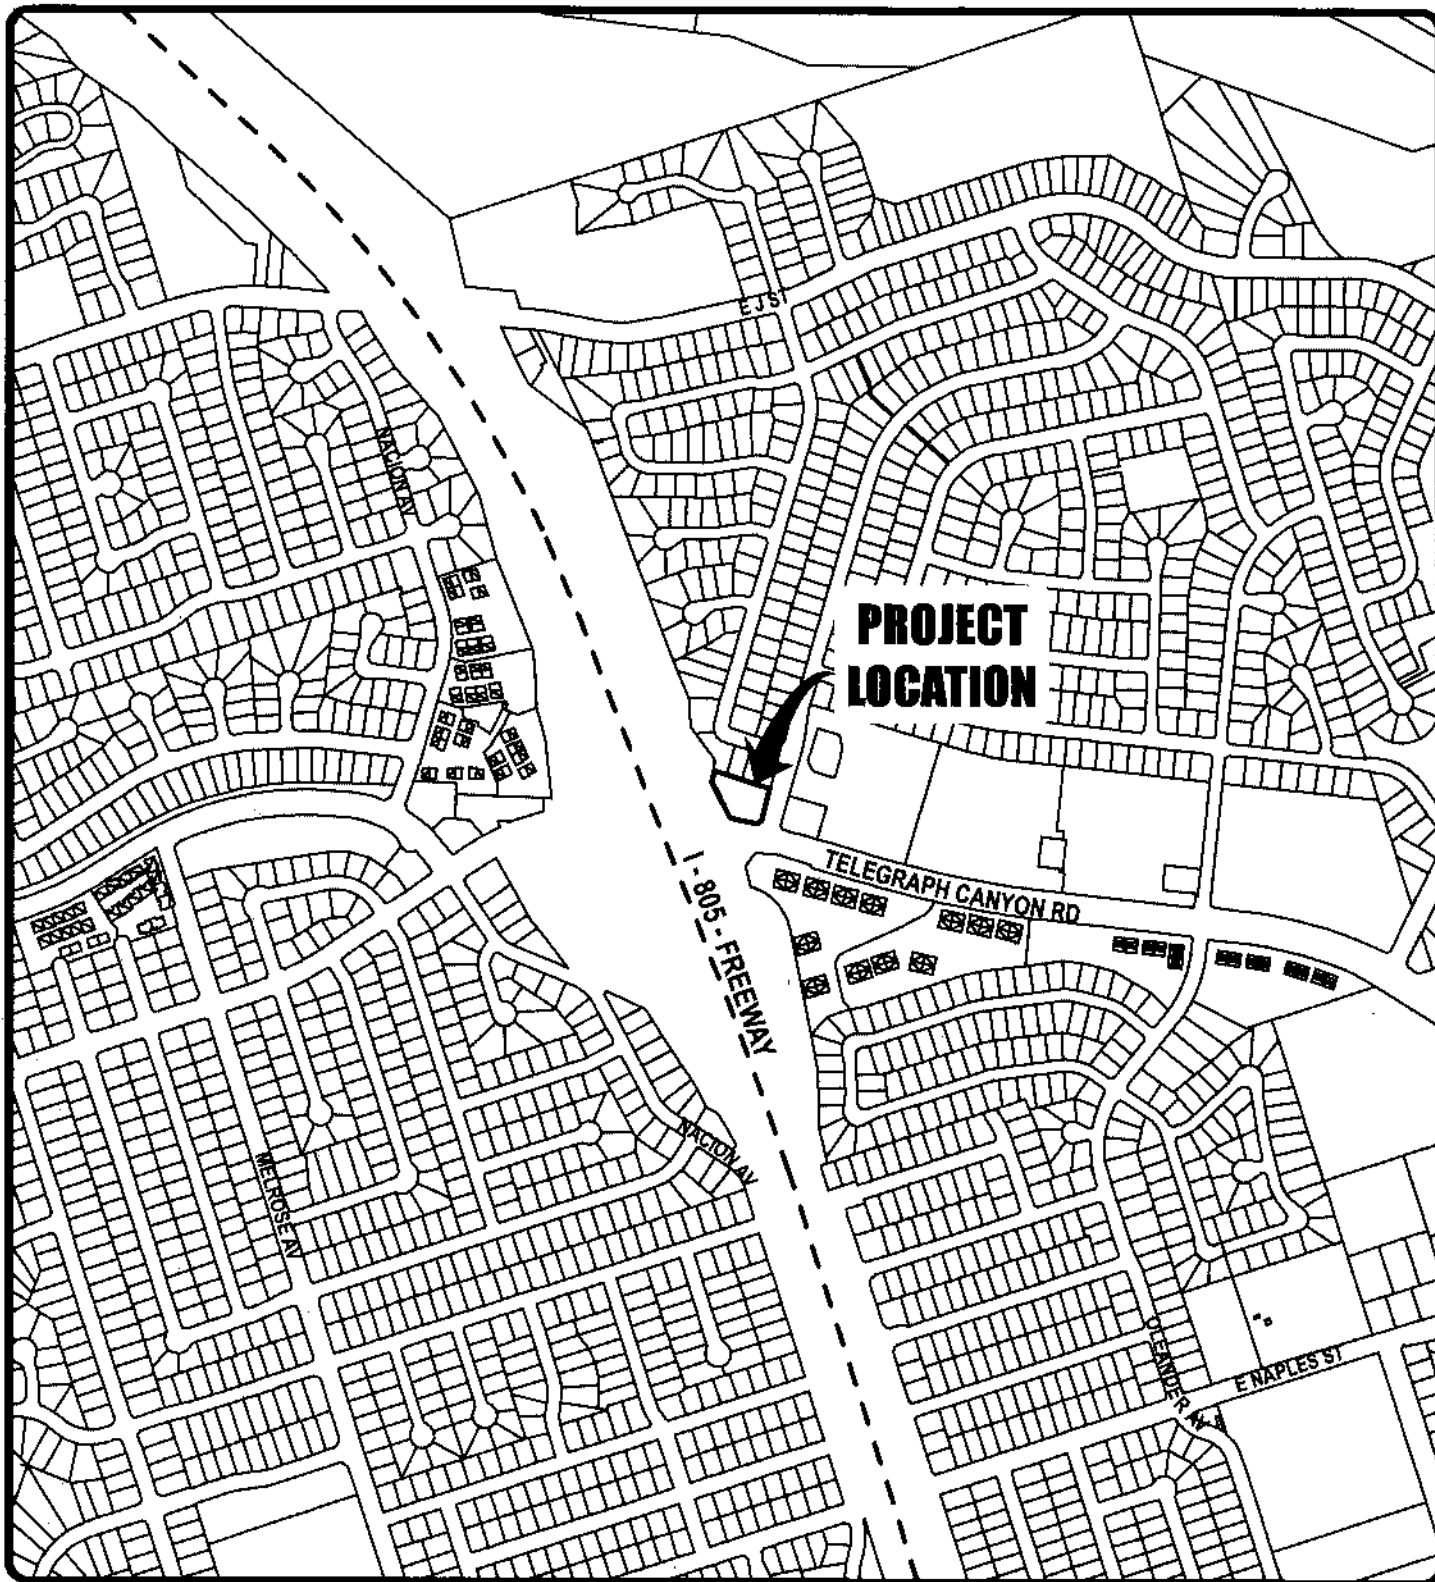 E J ST
NACION AV
PROJECT
LOCATION
TELEGRAPH CANYON RD
I - 805 - FREEWAY
NACION AV
MELROSE AV
OLEANDER AV
E NAPLES ST